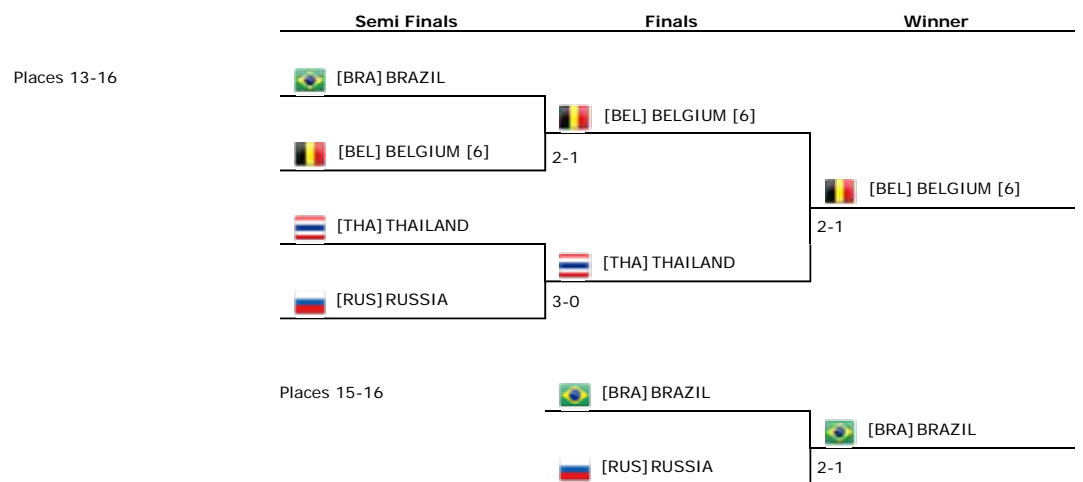 Semi Finals Finals Winner
Places 13-16 [BRA] BRAZIL
[BEL] BELGIUM [6]
[BEL] BELGIUM [6] 2-1
[BEL] BELGIUM [6]
[THA] THAILAND 2-1
[THA] THAILAND
[RUS] RUSSIA 3-0
Places 15-16 [BRA] BRAZIL
[BRA] BRAZIL
[RUS] RUSSIA 2-1